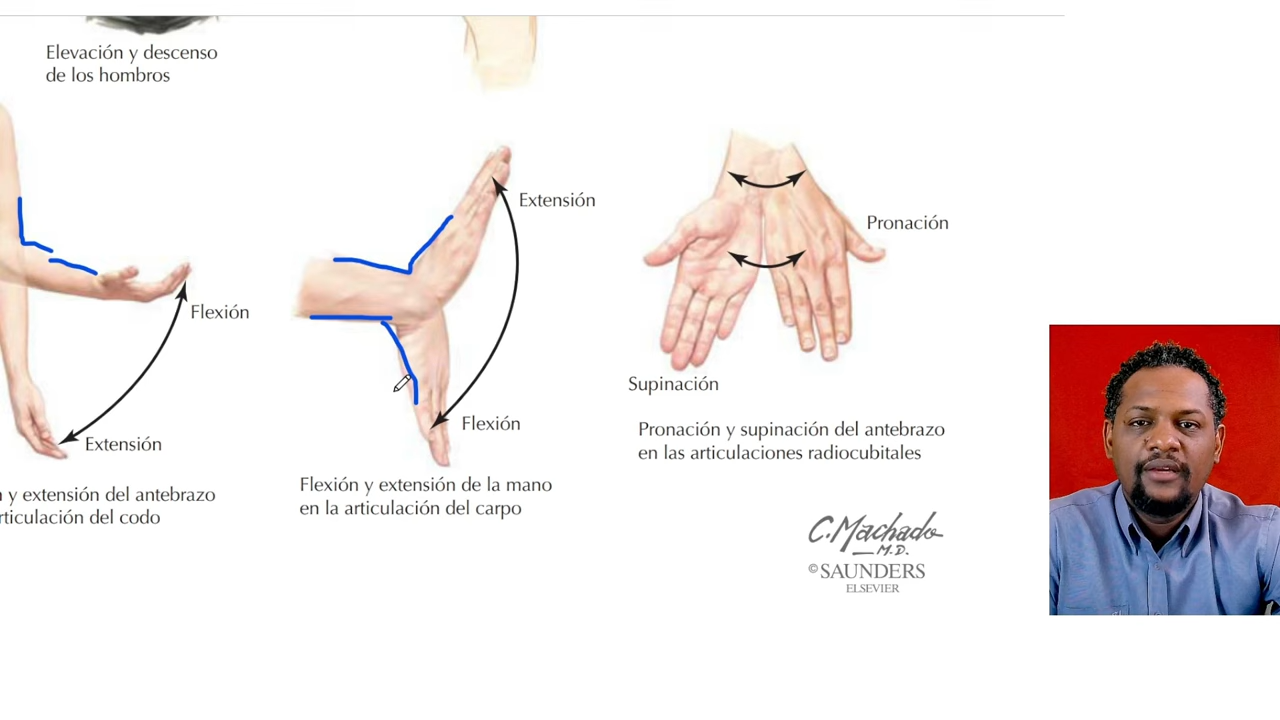 Elevación y descenso
de los hombros
Extensión
Flexión
Flexión
Extensión
y extensión del antebrazo
articulación del codo
Flexión y extensión de la mano
en la articulación del carpo
Pronación
Supinación
Pronación y supinación del antebrazo
en las articulaciones radiocubitales
C.Machado
M.D.
©SAUNDERS
ELSEVIER